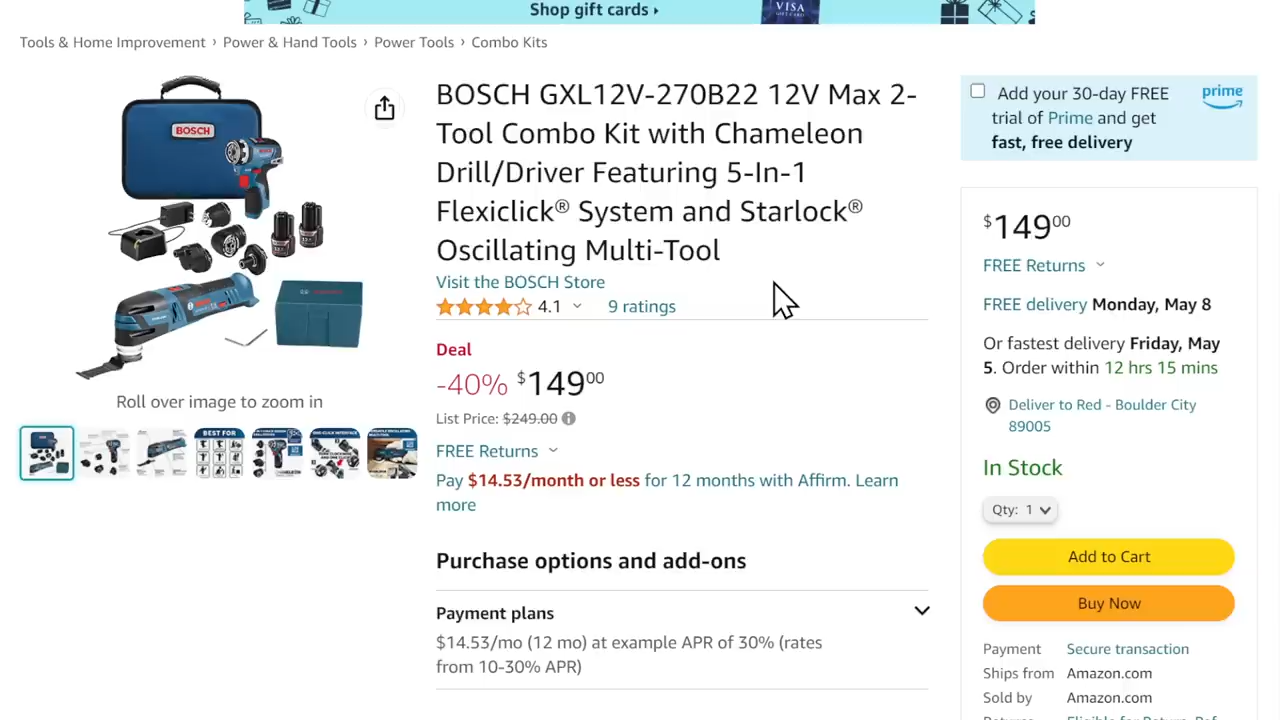 Shop gift cards ›
VISA
Tools & Home Improvement › Power & Hand Tools › Power Tools › Combo Kits
BOSCH
BOSCH GXL12V-270B22 12V Max 2-
Tool Combo Kit with Chameleon
Drill/Driver Featuring 5-In-1
Flexiclick® System and Starlock®
Oscillating Multi-Tool
Visit the BOSCH Store
4.1 9 ratings
Deal
-40% $14900
List Price: $249.00
FREE Returns
Pay $14.53/month or less for 12 months with Affirm. Learn
more
Purchase options and add-ons
Payment plans
$14.53/mo (12 mo) at example APR of 30% (rates
from 10-30% APR)
Roll over image to zoom in
BEST FOR
Add your 30-day FREE
trial of Prime and get
fast, free delivery
prime
$14900
FREE Returns
FREE delivery Monday, May 8
Or fastest delivery Friday, May
5. Order within 12 hrs 15 mins
Deliver to Red - Boulder City
89005
In Stock
Qty: 1
Add to Cart
Buy Now
Payment Secure transaction
Ships from Amazon.com
Sold by Amazon.com